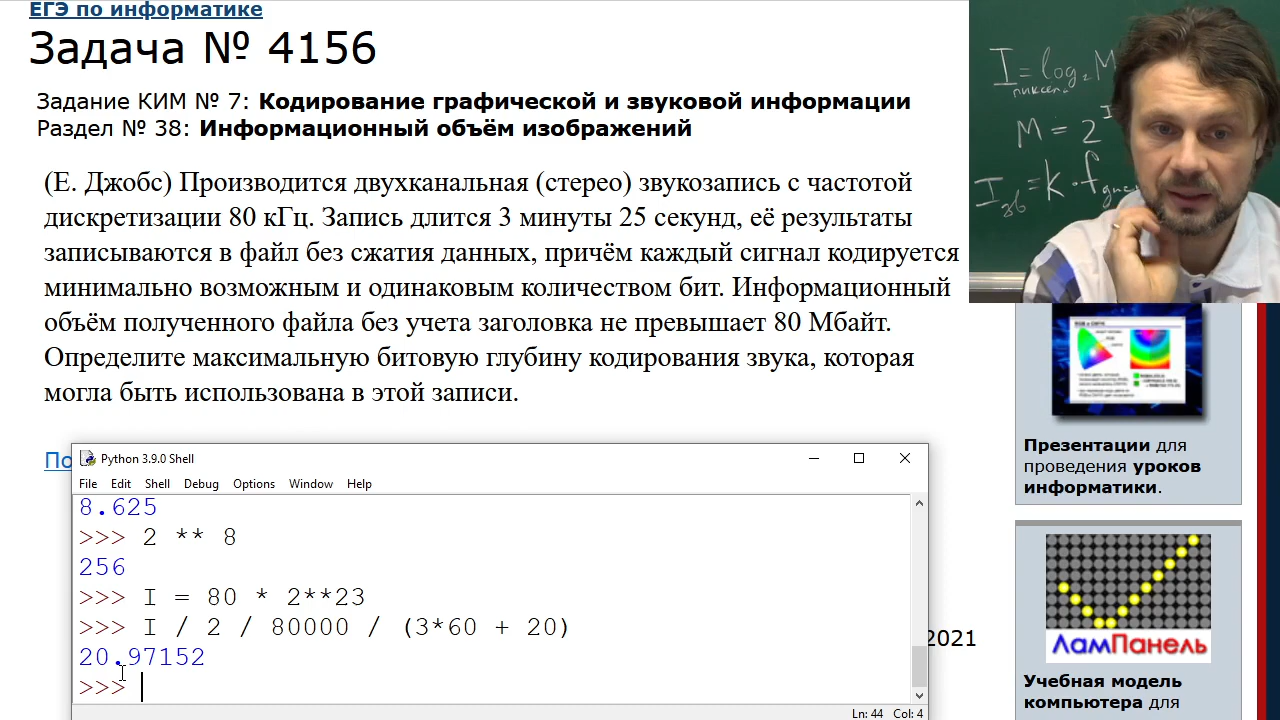 ЕГЭ по информатике
Задача № 4156
Задание КИМ № 7: Кодирование графической и звуковой информации
Раздел № 38: Информационный объём изображений
(Е. Джобс) Производится двухканальная (стерео) звукозапись с частотой
дискретизации 80 кГц. Запись длится 3 минуты 25 секунд, её результаты
записываются в файл без сжатия данных, причём каждый сигнал кодируется
минимально возможным и одинаковым количеством бит. Информационный
объём полученного файла без учета заголовка не превышает 80 Мбайт.
Определите максимальную битовую глубину кодирования звука, которая
могла быть использована в этой записи.
По
Python 3.9.0 Shell
File Edit Shell Debug Options Window Help
8.625
>>> 2 ** 8
256
>>> I = 80 * 2**23
>>> I / 2 / 80000 / (3*60 + 20)
20.97152
>>>
Ln: 44 Col: 4
2021
I = log₂ M
пиксель
M = 2^I
I зв = K · f дис
Презентации для
проведения уроков
информатики.
ЛамПанель
Учебная модель
компьютера для